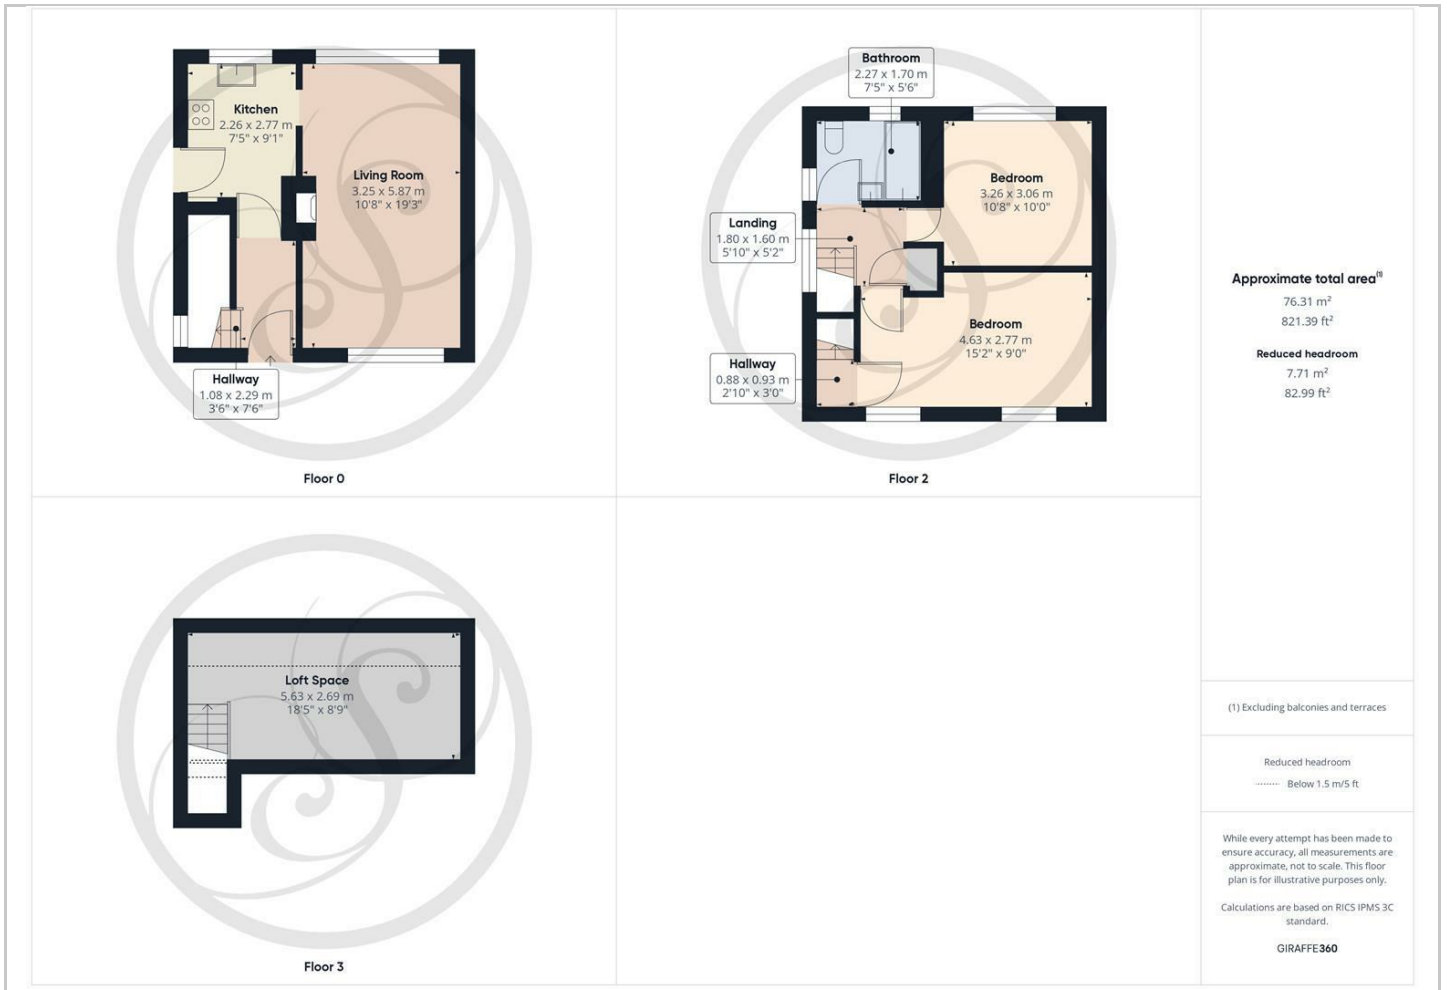 Kitchen
2.26 x 2.77 m
7'5" x 9'1"
Living Room
3.25 x 5.87 m
10'8" x 19'3"
Hallway
1.08 x 2.29 m
3'6" x 7'6"
Floor 0
Bathroom
2.27 x 1.70 m
7'5" x 5'6"
Bedroom
3.26 x 3.06 m
10'8" x 10'0"
Landing
1.80 x 1.60 m
5'10" x 5'2"
Bedroom
4.63 x 2.77 m
15'2" x 9'0"
Hallway
0.88 x 0.93 m
2'10" x 3'0"
Floor 2
Loft Space
5.63 x 2.69 m
18'5" x 8'9"
Floor 3
Approximate total area⁽¹⁾
76.31 m²
821.39 ft²
Reduced headroom
7.71 m²
82.99 ft²
(1) Excluding balconies and terraces
Reduced headroom
Below 1.5 m/5 ft
While every attempt has been made to
ensure accuracy, all measurements are
approximate, not to scale. This floor
plan is for illustrative purposes only.
Calculations are based on RICS IPMS 3C
standard.
GIRAFFE360